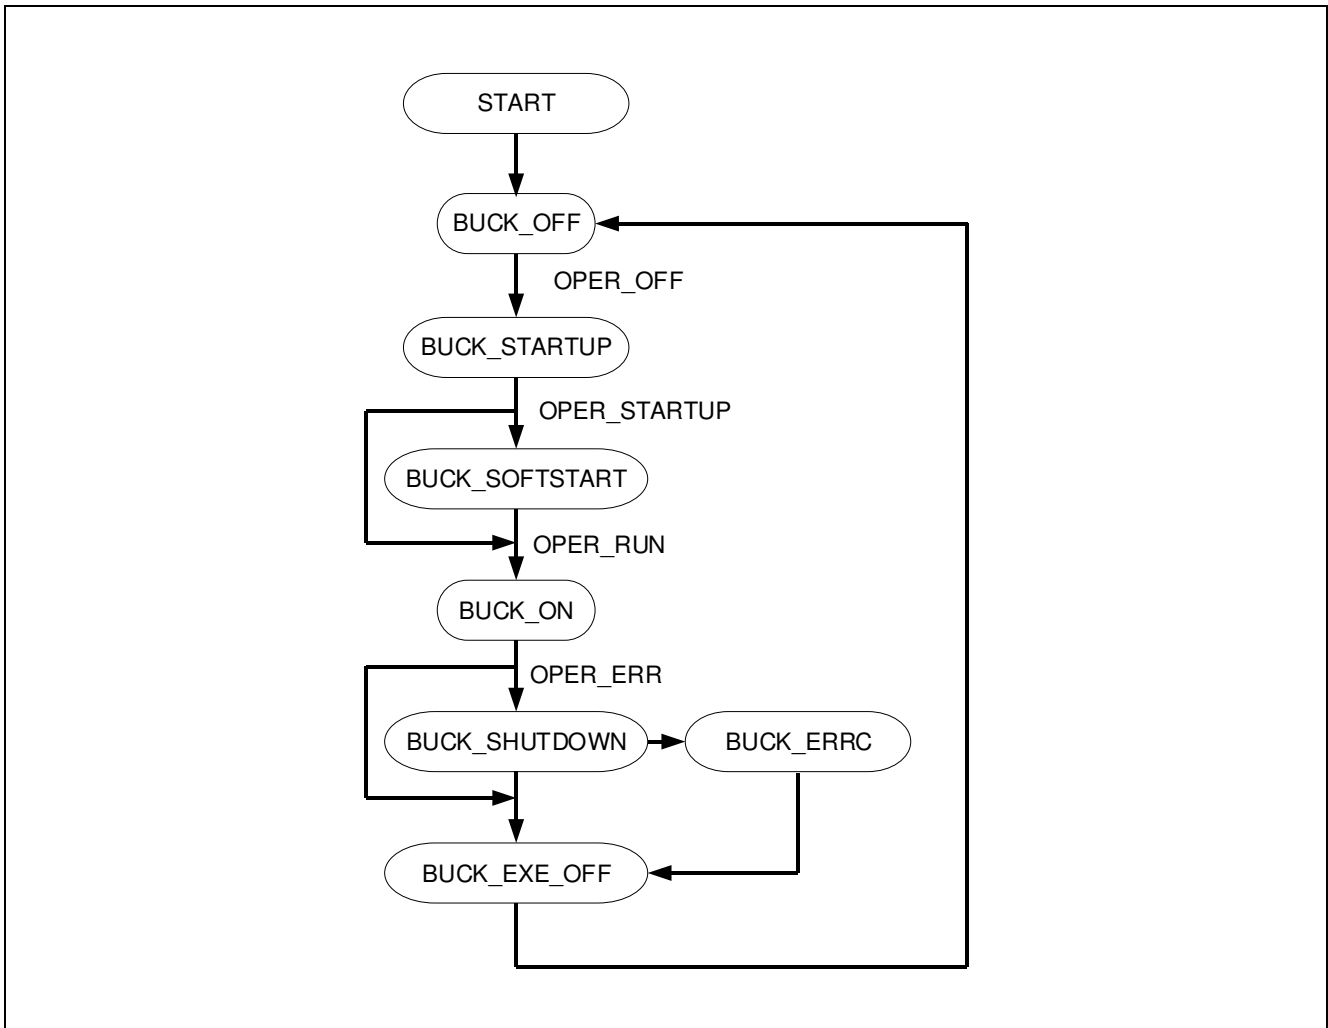 START
BUCK_OFF
OPER_OFF
BUCK_STARTUP
OPER_STARTUP
BUCK_SOFTSTART
OPER_RUN
BUCK_ON
OPER_ERR
BUCK_SHUTDOWN
BUCK_ERRC
BUCK_EXE_OFF